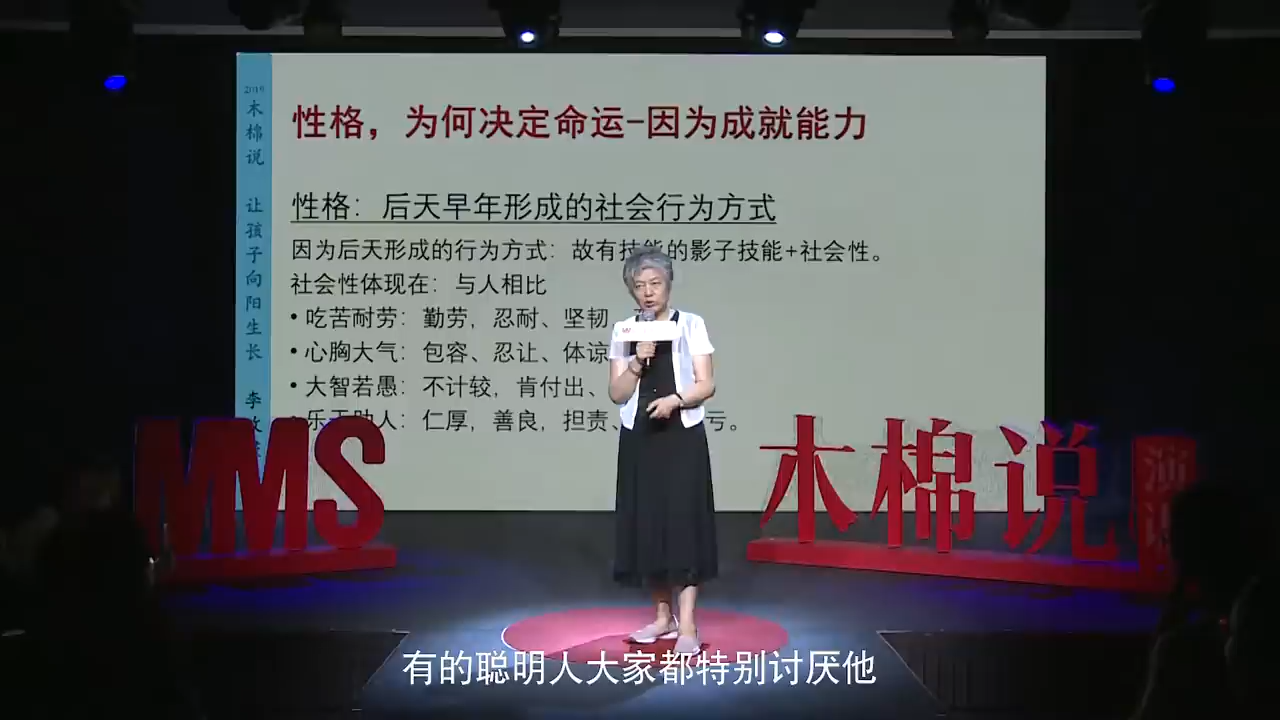 2019
木棉说
让孩子向阳生长
李
性格，为何决定命运-因为成就能力
性格：后天早年形成的社会行为方式
因为后天形成的行为方式：故有技能的影子技能+社会性。
社会性体现在：与人相比
•吃苦耐劳：勤劳，忍耐、坚韧
•心胸大气：包容、忍让、体谅
•大智若愚：不计较，肯付出、
•乐于助人：仁厚，善良，担责、 亏。
MMS
木棉说
演
有的聪明人大家都特别讨厌他